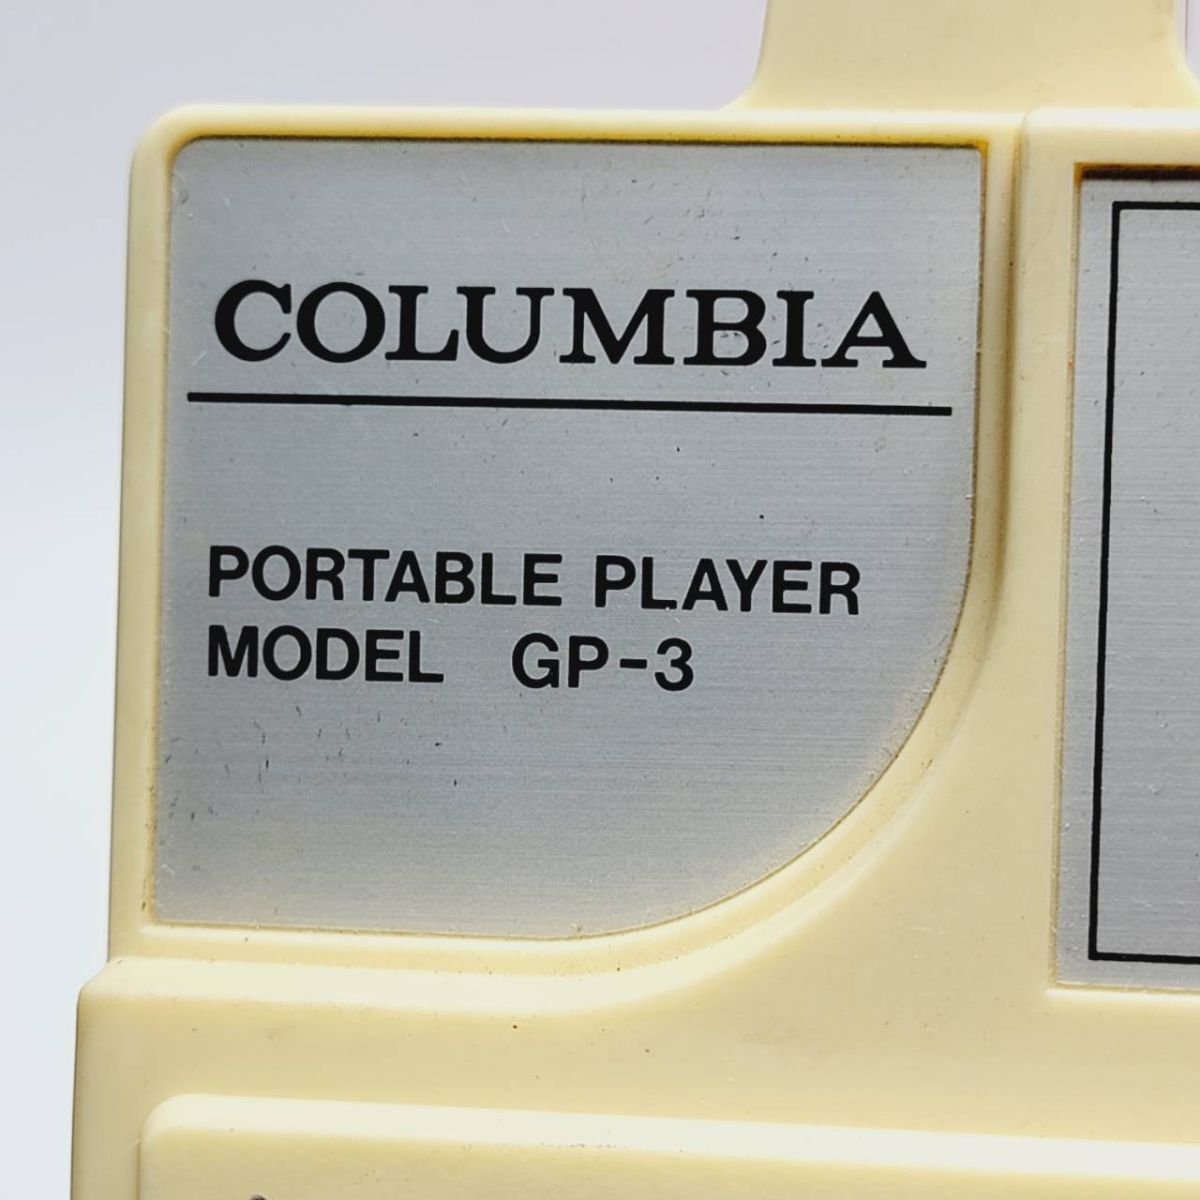 COLUMBIA
PORTABLE PLAYER
MODEL GP-3